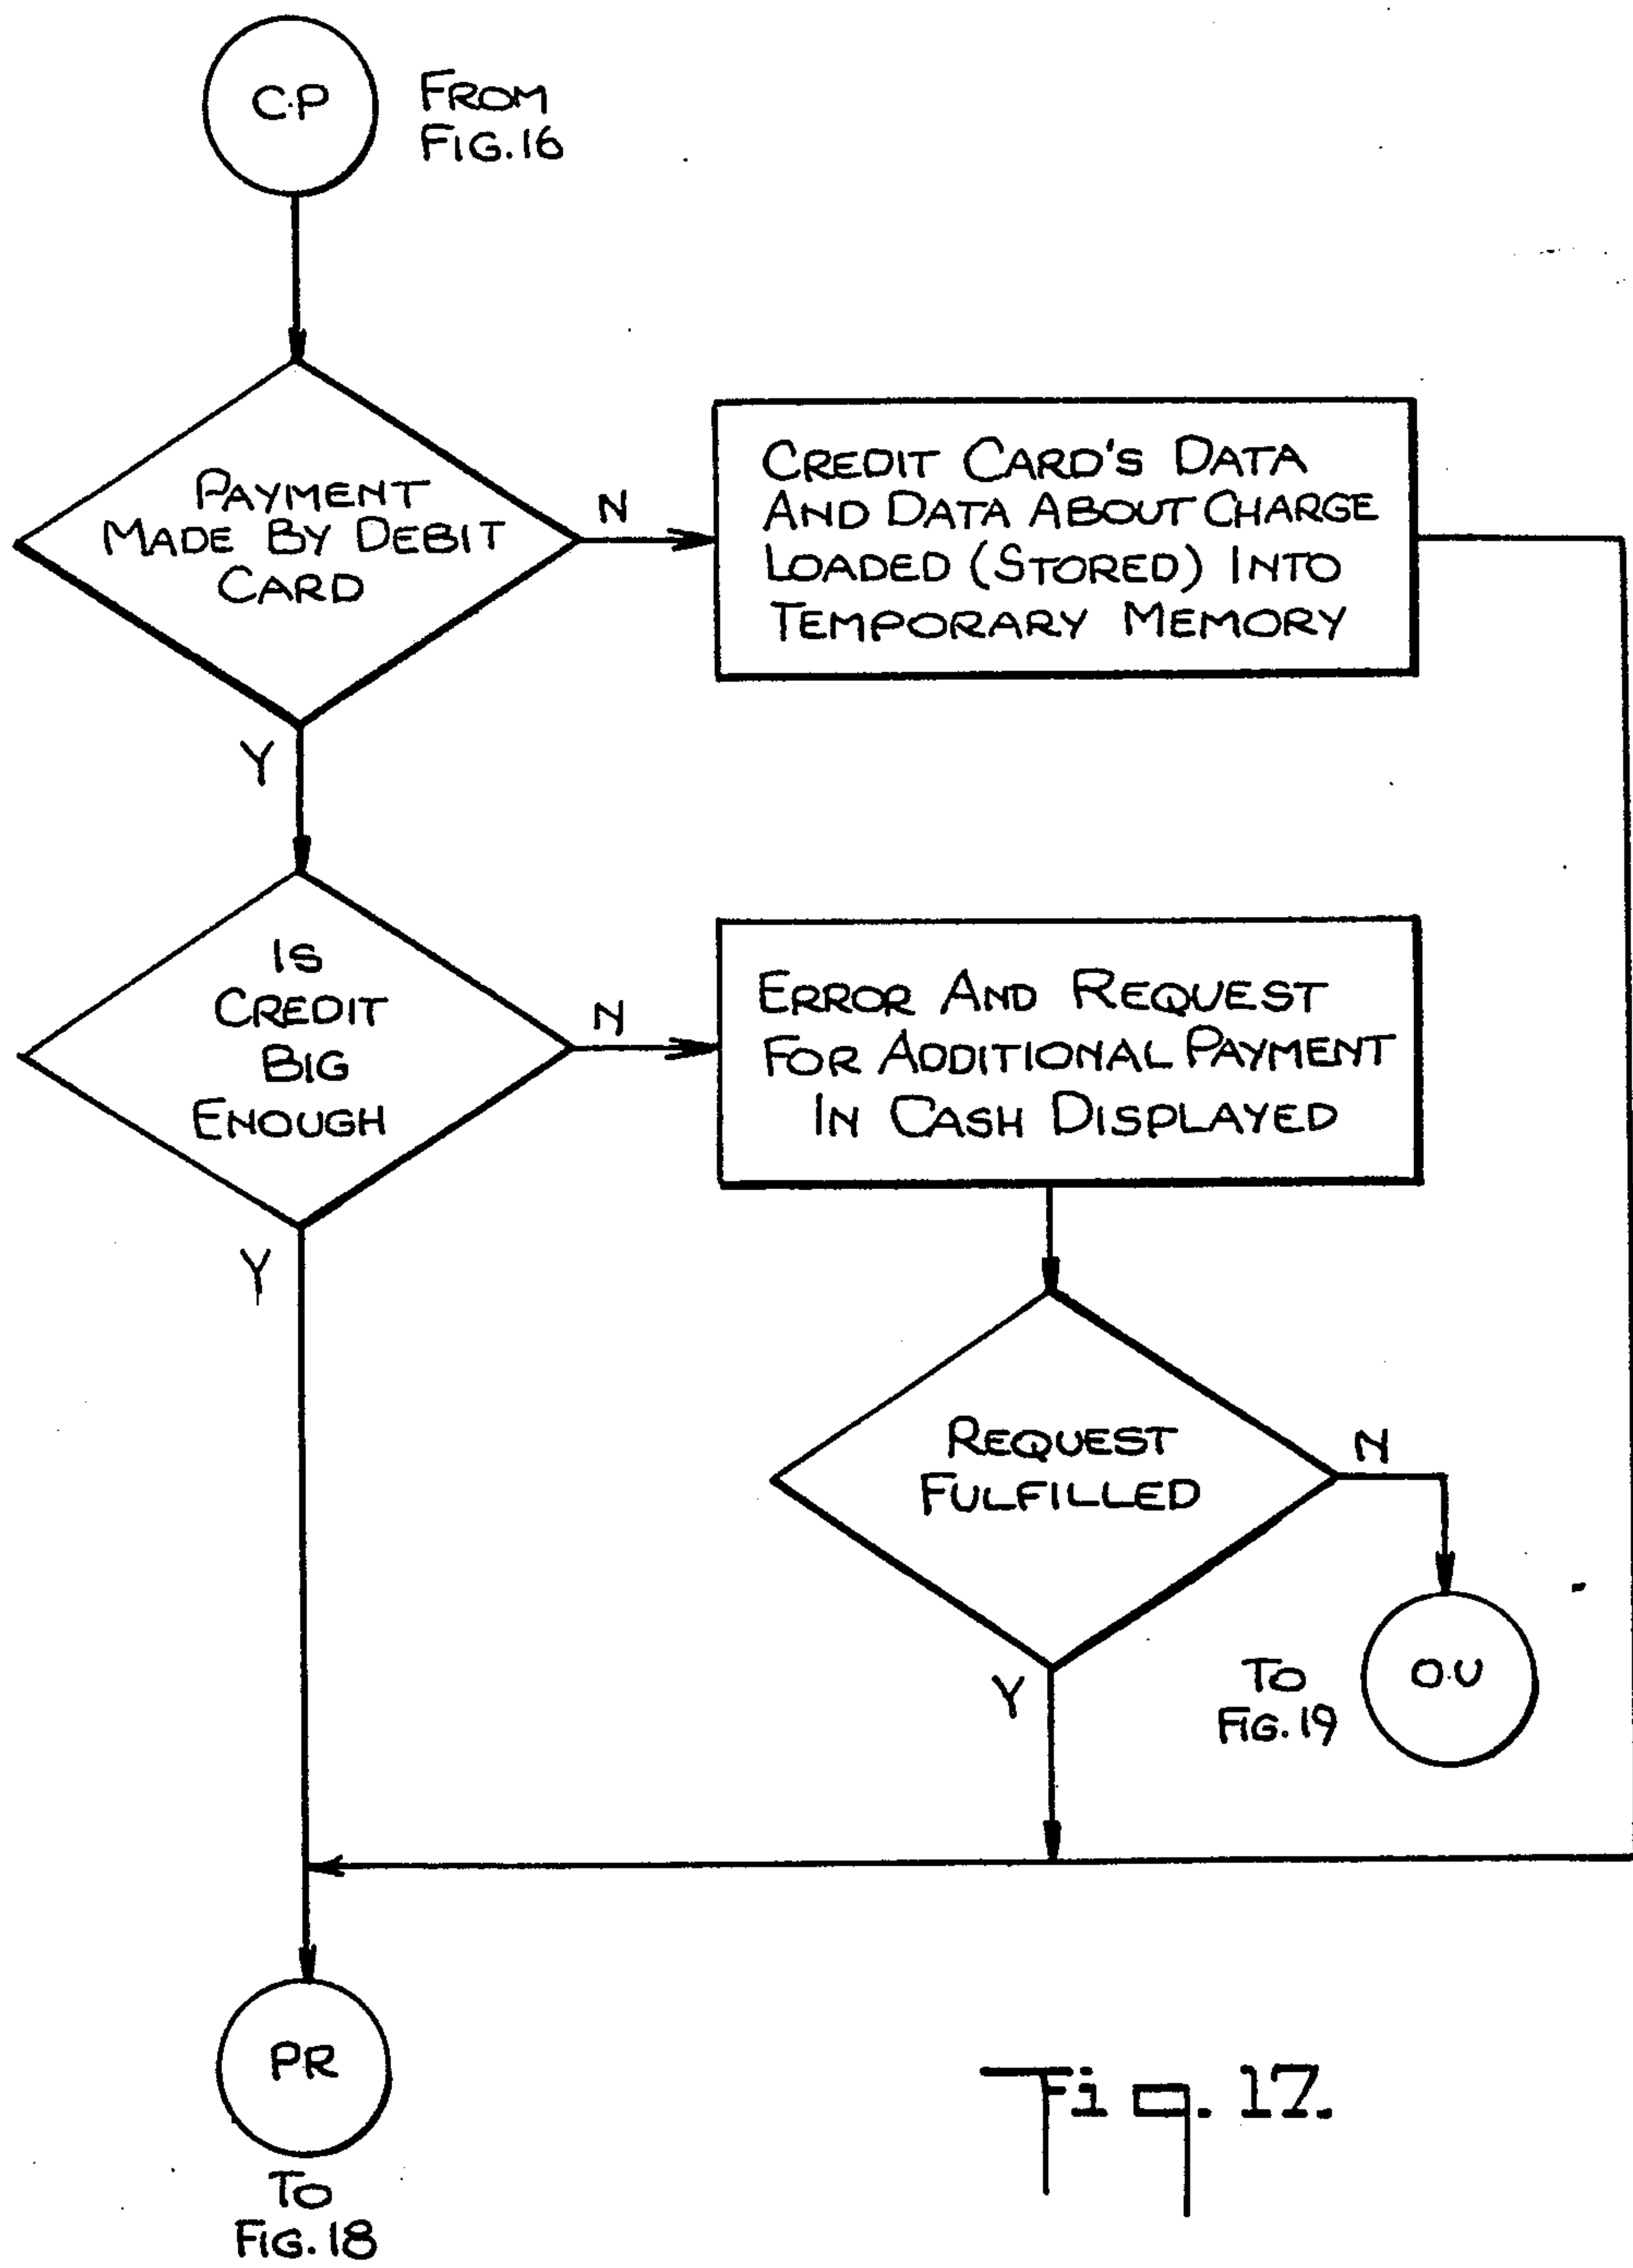 C.P
FROM
FIG.16
PAYMENT
MADE BY DEBIT
CARD
N
CREDIT CARD'S DATA
AND DATA ABOUT CHARGE
LOADED (STORED) INTO
TEMPORARY MEMORY
Y
IS
CREDIT
BIG
ENOUGH
N
ERROR AND REQUEST
FOR ADDITIONAL PAYMENT
IN CASH DISPLAYED
Y
REQUEST
FULFILLED
N
Y
TO
FIG.19
O.U
PR
TO
FIG.18
Fig. 17.